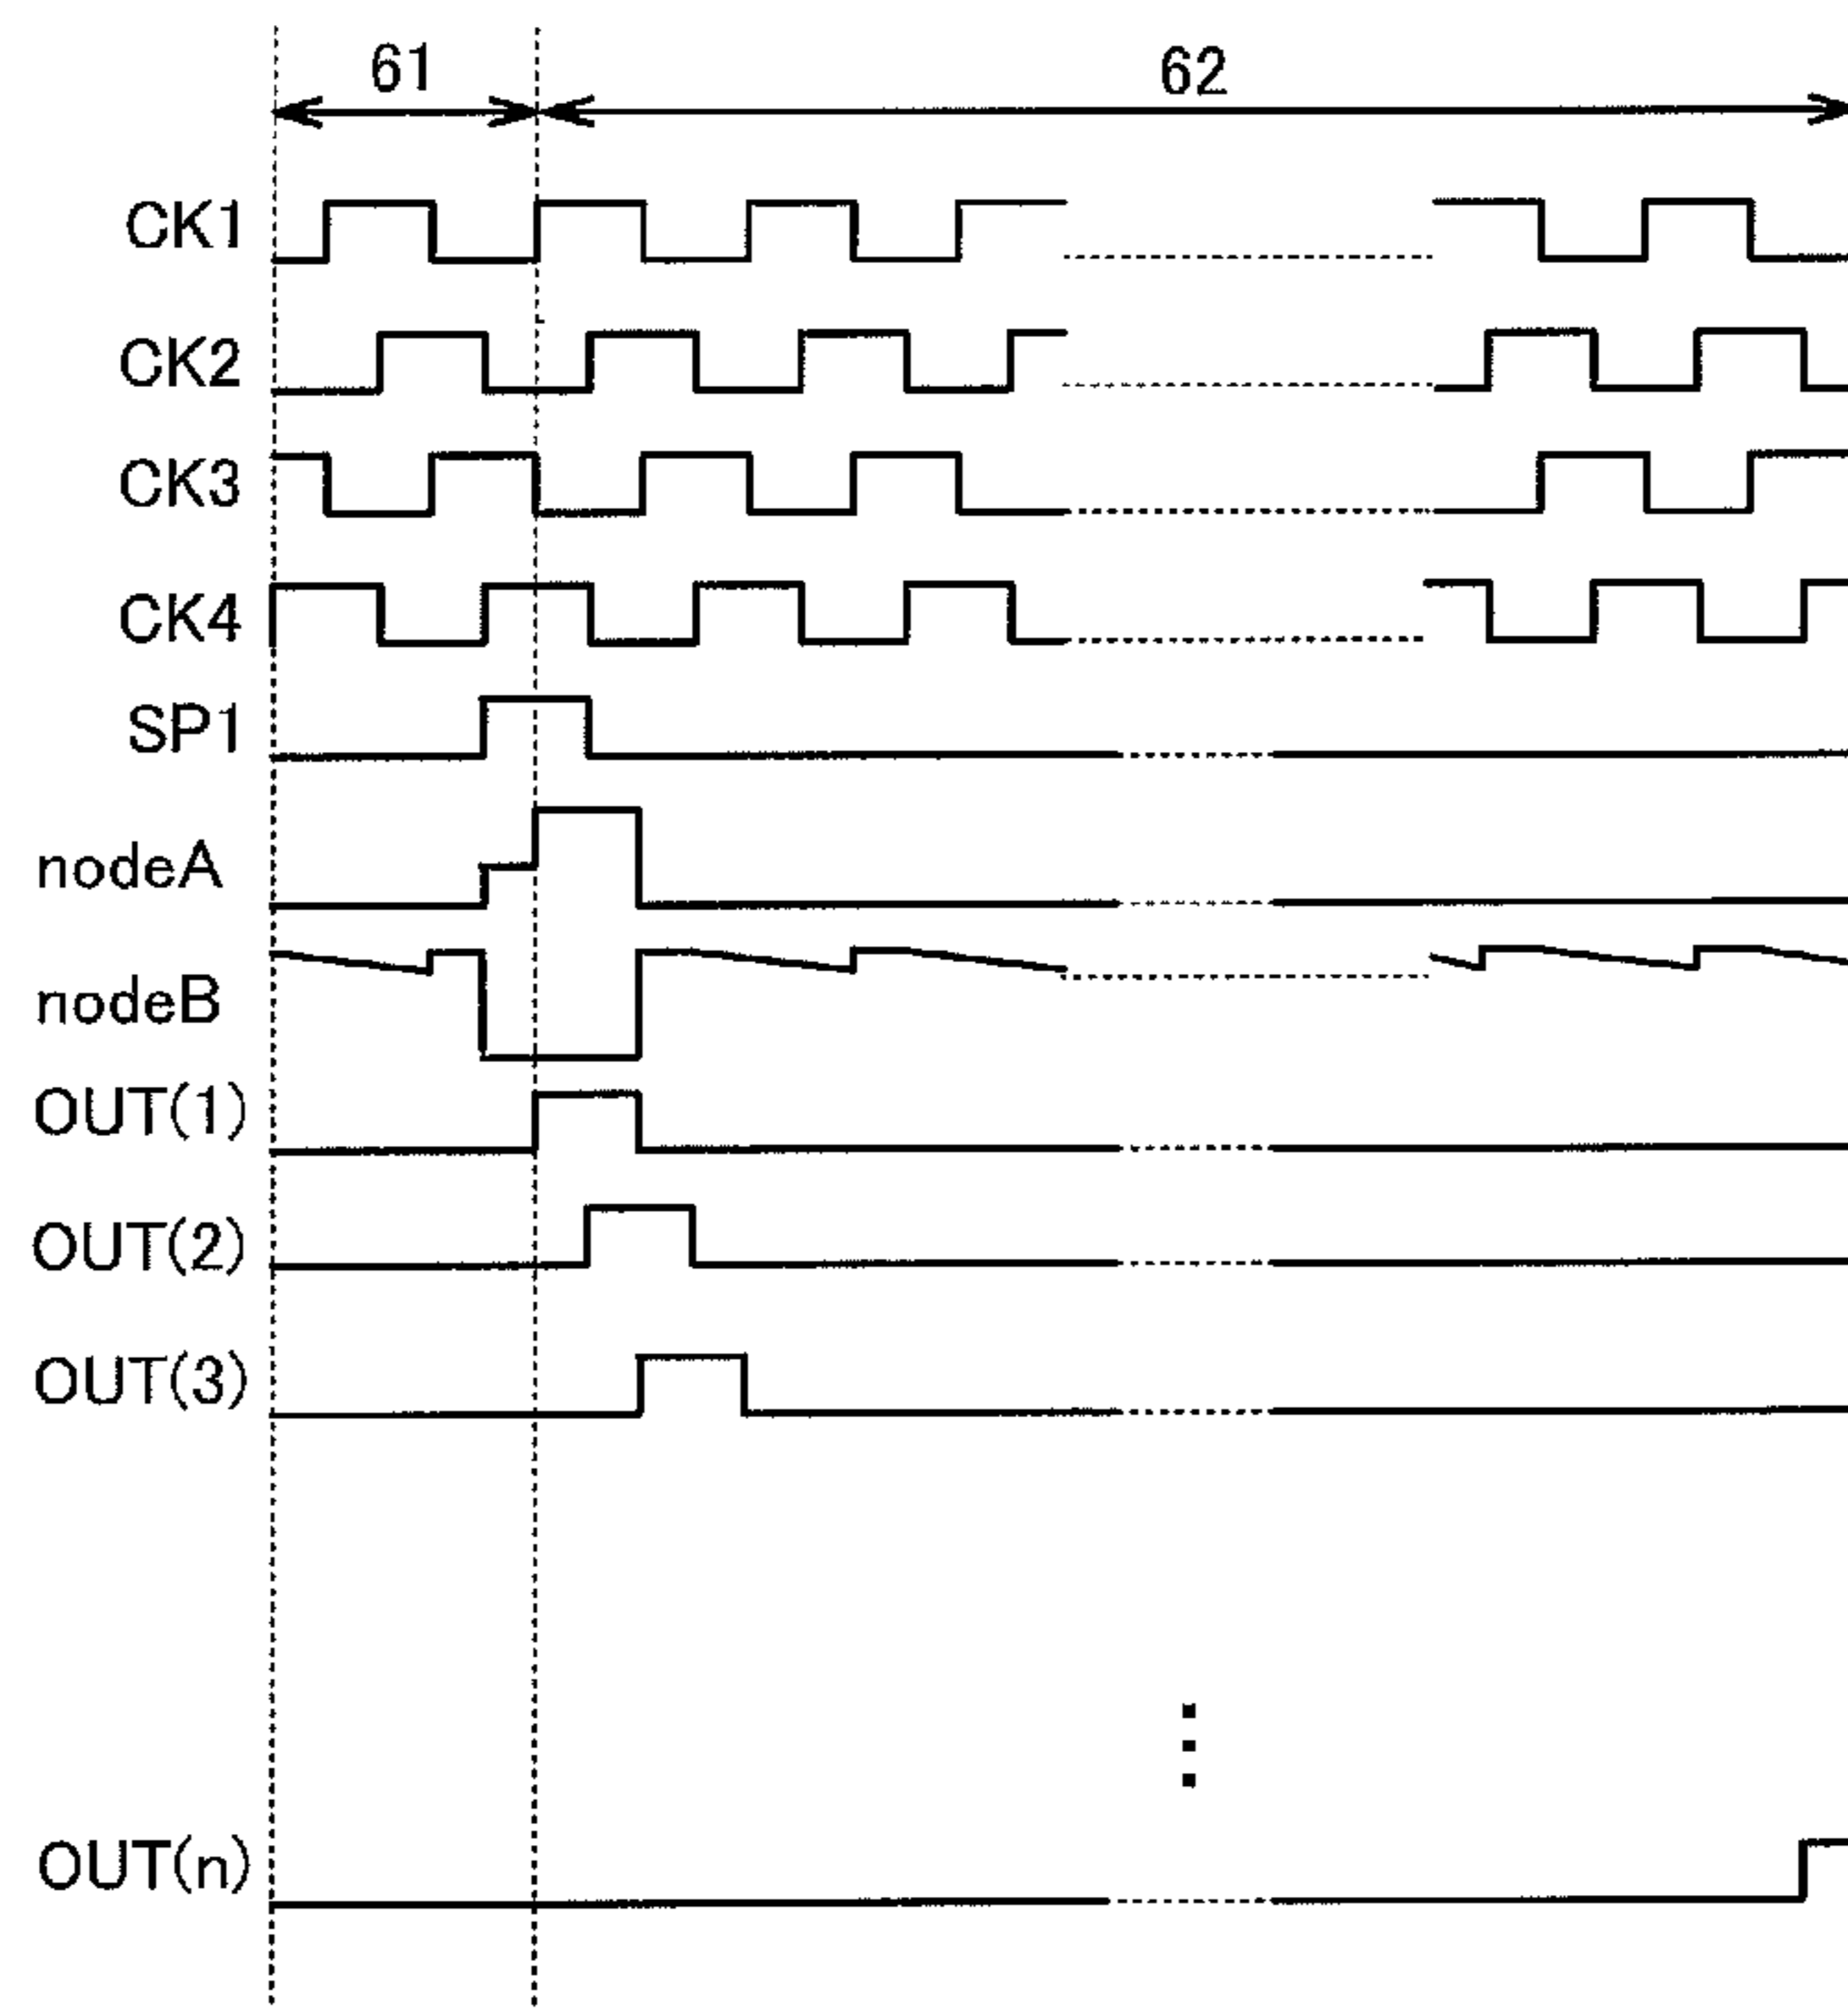 61
62
CK1
CK2
CK3
CK4
SP1
nodeA
nodeB
OUT(1)
OUT(2)
OUT(3)
OUT(n)